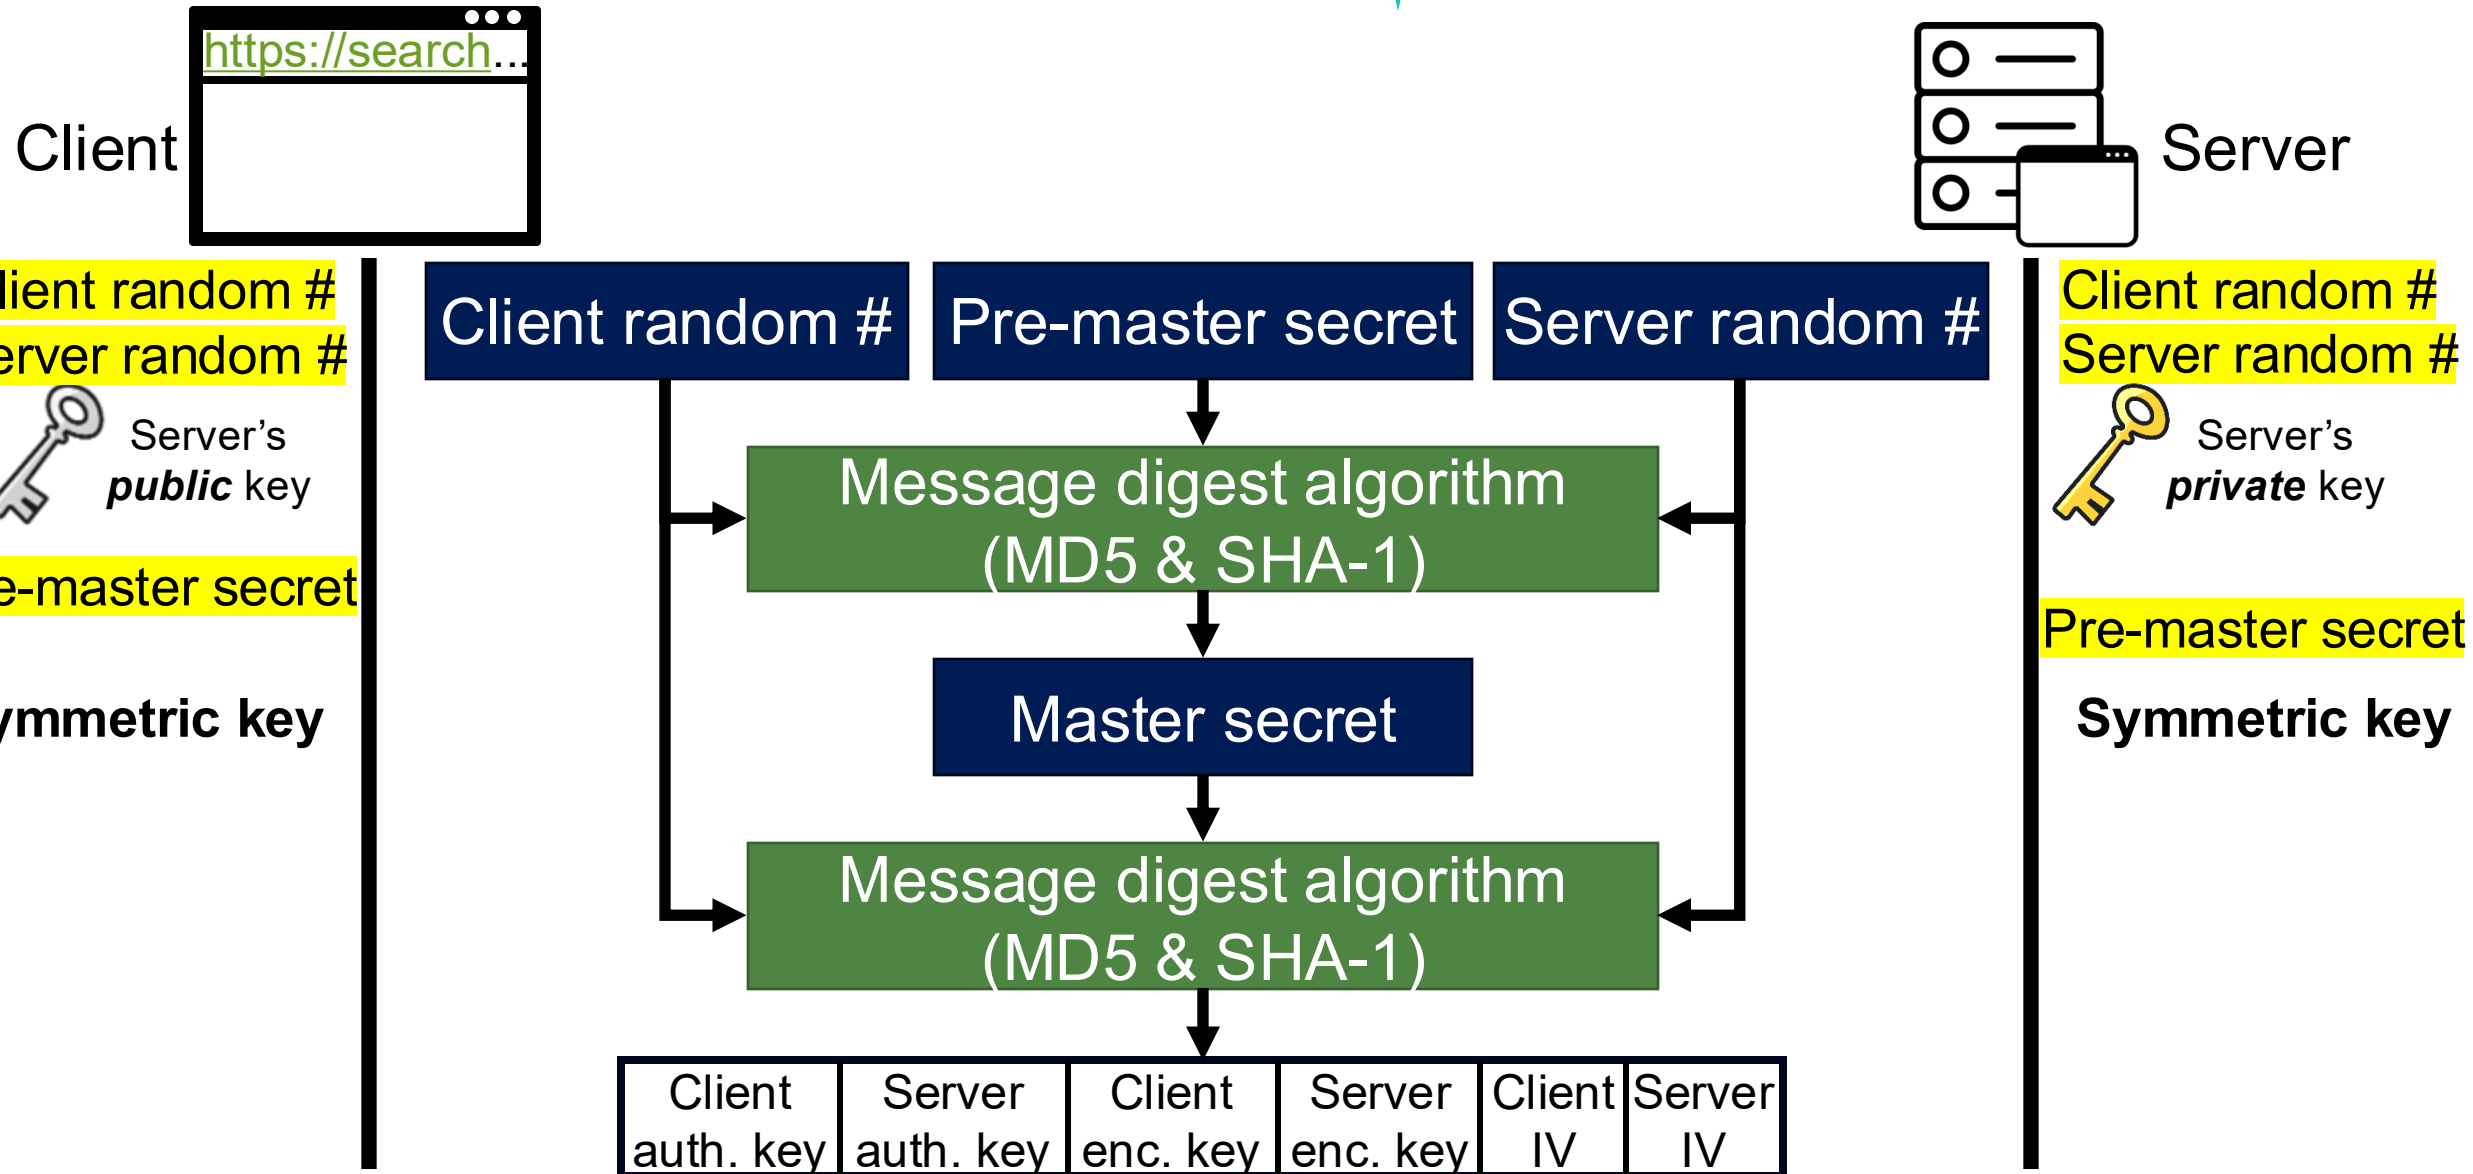 https://search...
Client
Server
lient random #
erver random #
Server's
public key
e-master secret
ymmetric key
Client random #
Pre-master secret
Server random #
Message digest algorithm
(MD5 & SHA-1)
Master secret
Message digest algorithm
(MD5 & SHA-1)
Client
auth. key
Server
auth. key
Client
enc. key
Server
enc. key
Client
IV
Server
IV
Client random #
Server random #
Server's
private key
Pre-master secret
Symmetric key